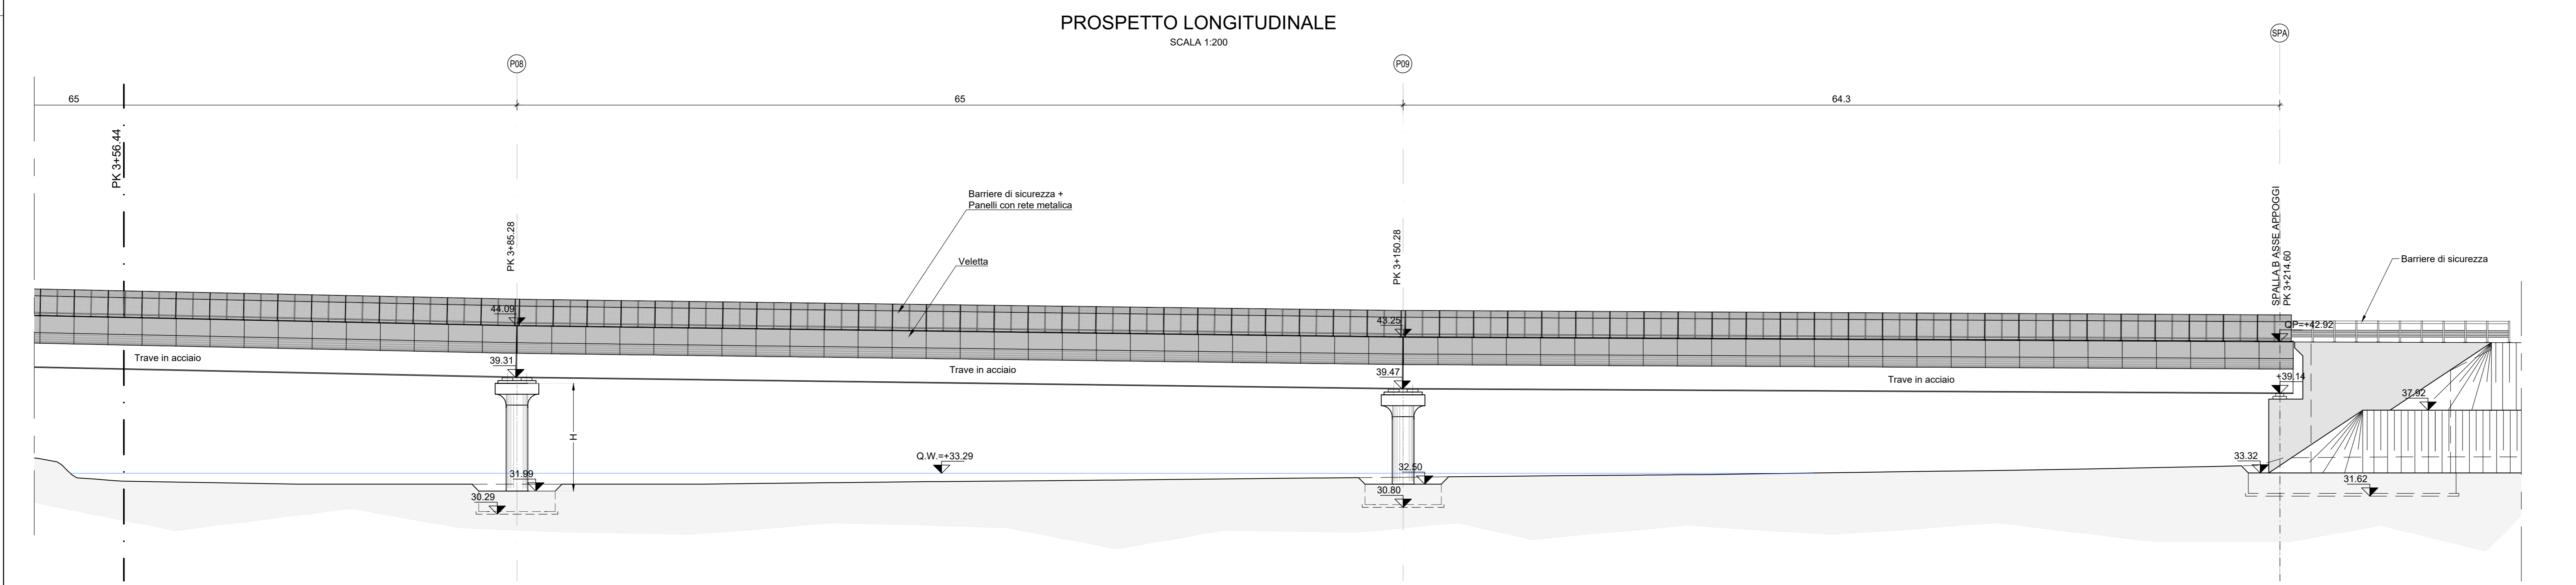 PROSPETTO LONGITUDINALE
SCALA 1:200
SPA
P08
P09
65
65
64.3
PK 3+56.44
PK 3+85.28
PK 3+150.28
SPALLA B ASSE APPOGGI
PK 3+214.60
Barriere di sicurezza +
Panelli con rete metalica
Veletta
Barriere di sicurezza
44.09
43.25
QP=+42.92
Trave in acciaio
39.31
Trave in acciaio
39.47
Trave in acciaio
+39.14
37.92
H
Q.W.=+33.29
33.32
31.99
32.50
31.62
30.29
30.80